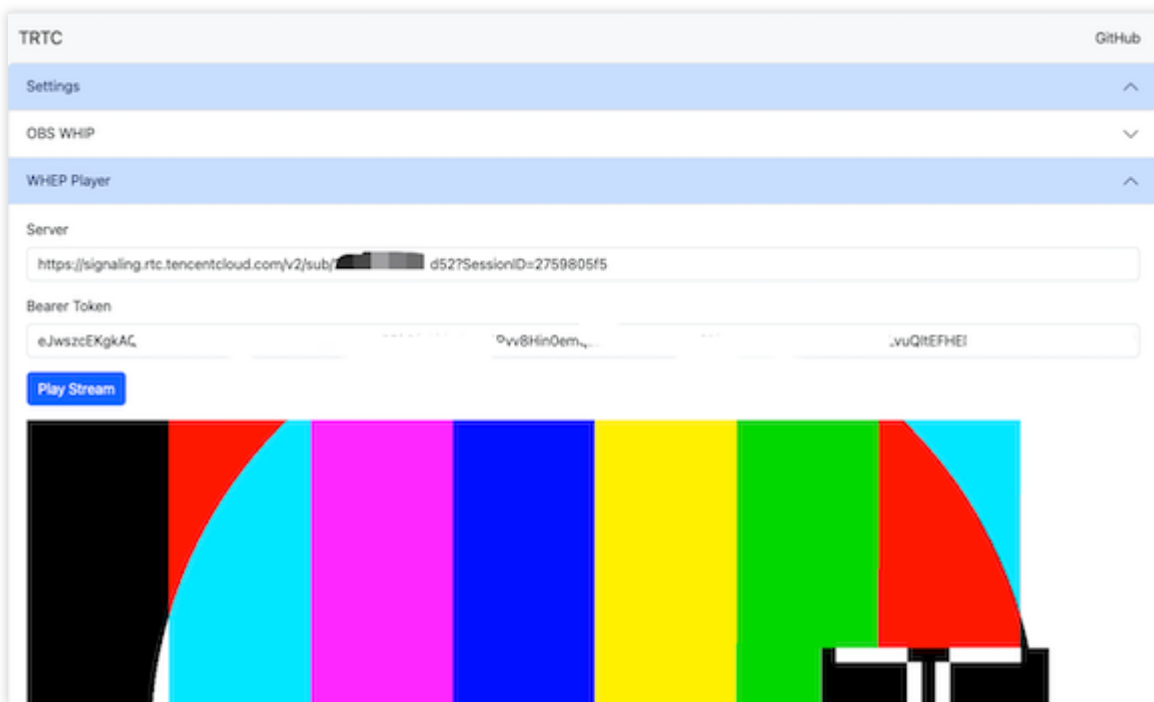 TRTC
GitHub
Settings
OBS WHIP
WHEP Player
Server
https://signaling.rtc.tencentcloud.com/v2/sub/ d52?SessionID=2759805f5
Bearer Token
Play Stream